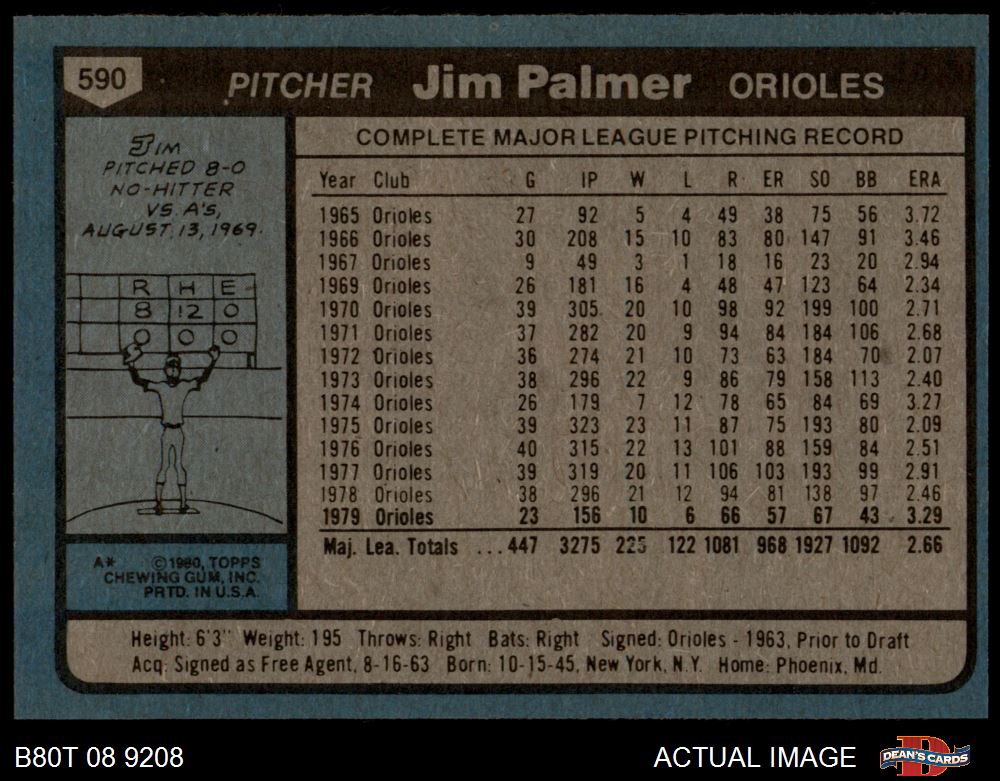 590 PITCHER Jim Palmer ORIOLES
JIM
PITCHED 8-0
NO-HITTER
VS. A'S,
AUGUST 13, 1969.
R H E
8 12 0
0 0 0
A* ©1980, TOPPS
CHEWING GUM, INC.
PRTD. IN U.S.A.
COMPLETE MAJOR LEAGUE PITCHING RECORD
Year Club G IP W L R ER SO BB ERA
1965 Orioles 27 92 5 4 49 38 75 56 3.72
1966 Orioles 30 208 15 10 83 80 147 91 3.46
1967 Orioles 9 49 3 1 18 16 23 20 2.94
1969 Orioles 26 181 16 4 48 47 123 64 2.34
1970 Orioles 39 305 20 10 98 92 199 100 2.71
1971 Orioles 37 282 20 9 94 84 184 106 2.68
1972 Orioles 36 274 21 10 73 63 184 70 2.07
1973 Orioles 38 296 22 9 86 79 158 113 2.40
1974 Orioles 26 179 7 12 78 65 84 69 3.27
1975 Orioles 39 323 23 11 87 75 193 80 2.09
1976 Orioles 40 315 22 13 101 88 159 84 2.51
1977 Orioles 39 319 20 11 106 103 193 99 2.91
1978 Orioles 38 296 21 12 94 81 138 97 2.46
1979 Orioles 23 156 10 6 66 57 67 43 3.29
Maj. Lea. Totals ...447 3275 225 122 1081 968 1927 1092 2.66
Height: 6'3" Weight: 195 Throws: Right Bats: Right Signed: Orioles - 1963, Prior to Draft
Acq: Signed as Free Agent, 8-16-63 Born: 10-15-45, New York, N.Y. Home: Phoenix, Md.
B80T 08 9208 ACTUAL IMAGE DEAN'S CARDS